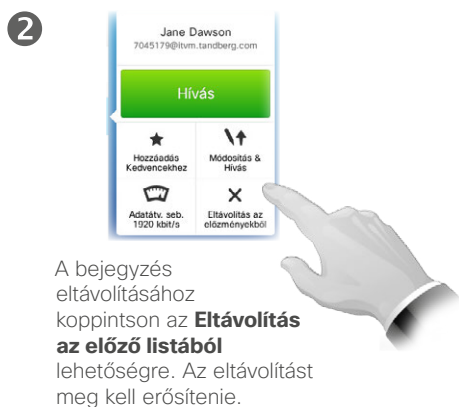 2
Jane Dawson
7045179@ltvm.tandberg.com
Hívás
Hozzáadás
Kedvencekhez
Módosítás &
Hívás
Adatátv. seb.
1920 kbit/s
Eltávolítás az
előzményekből
A bejegyzés
eltávolításához
koppintson az Eltávolítás
az előző listából
lehetőségre. Az eltávolítást
meg kell erősítenie.